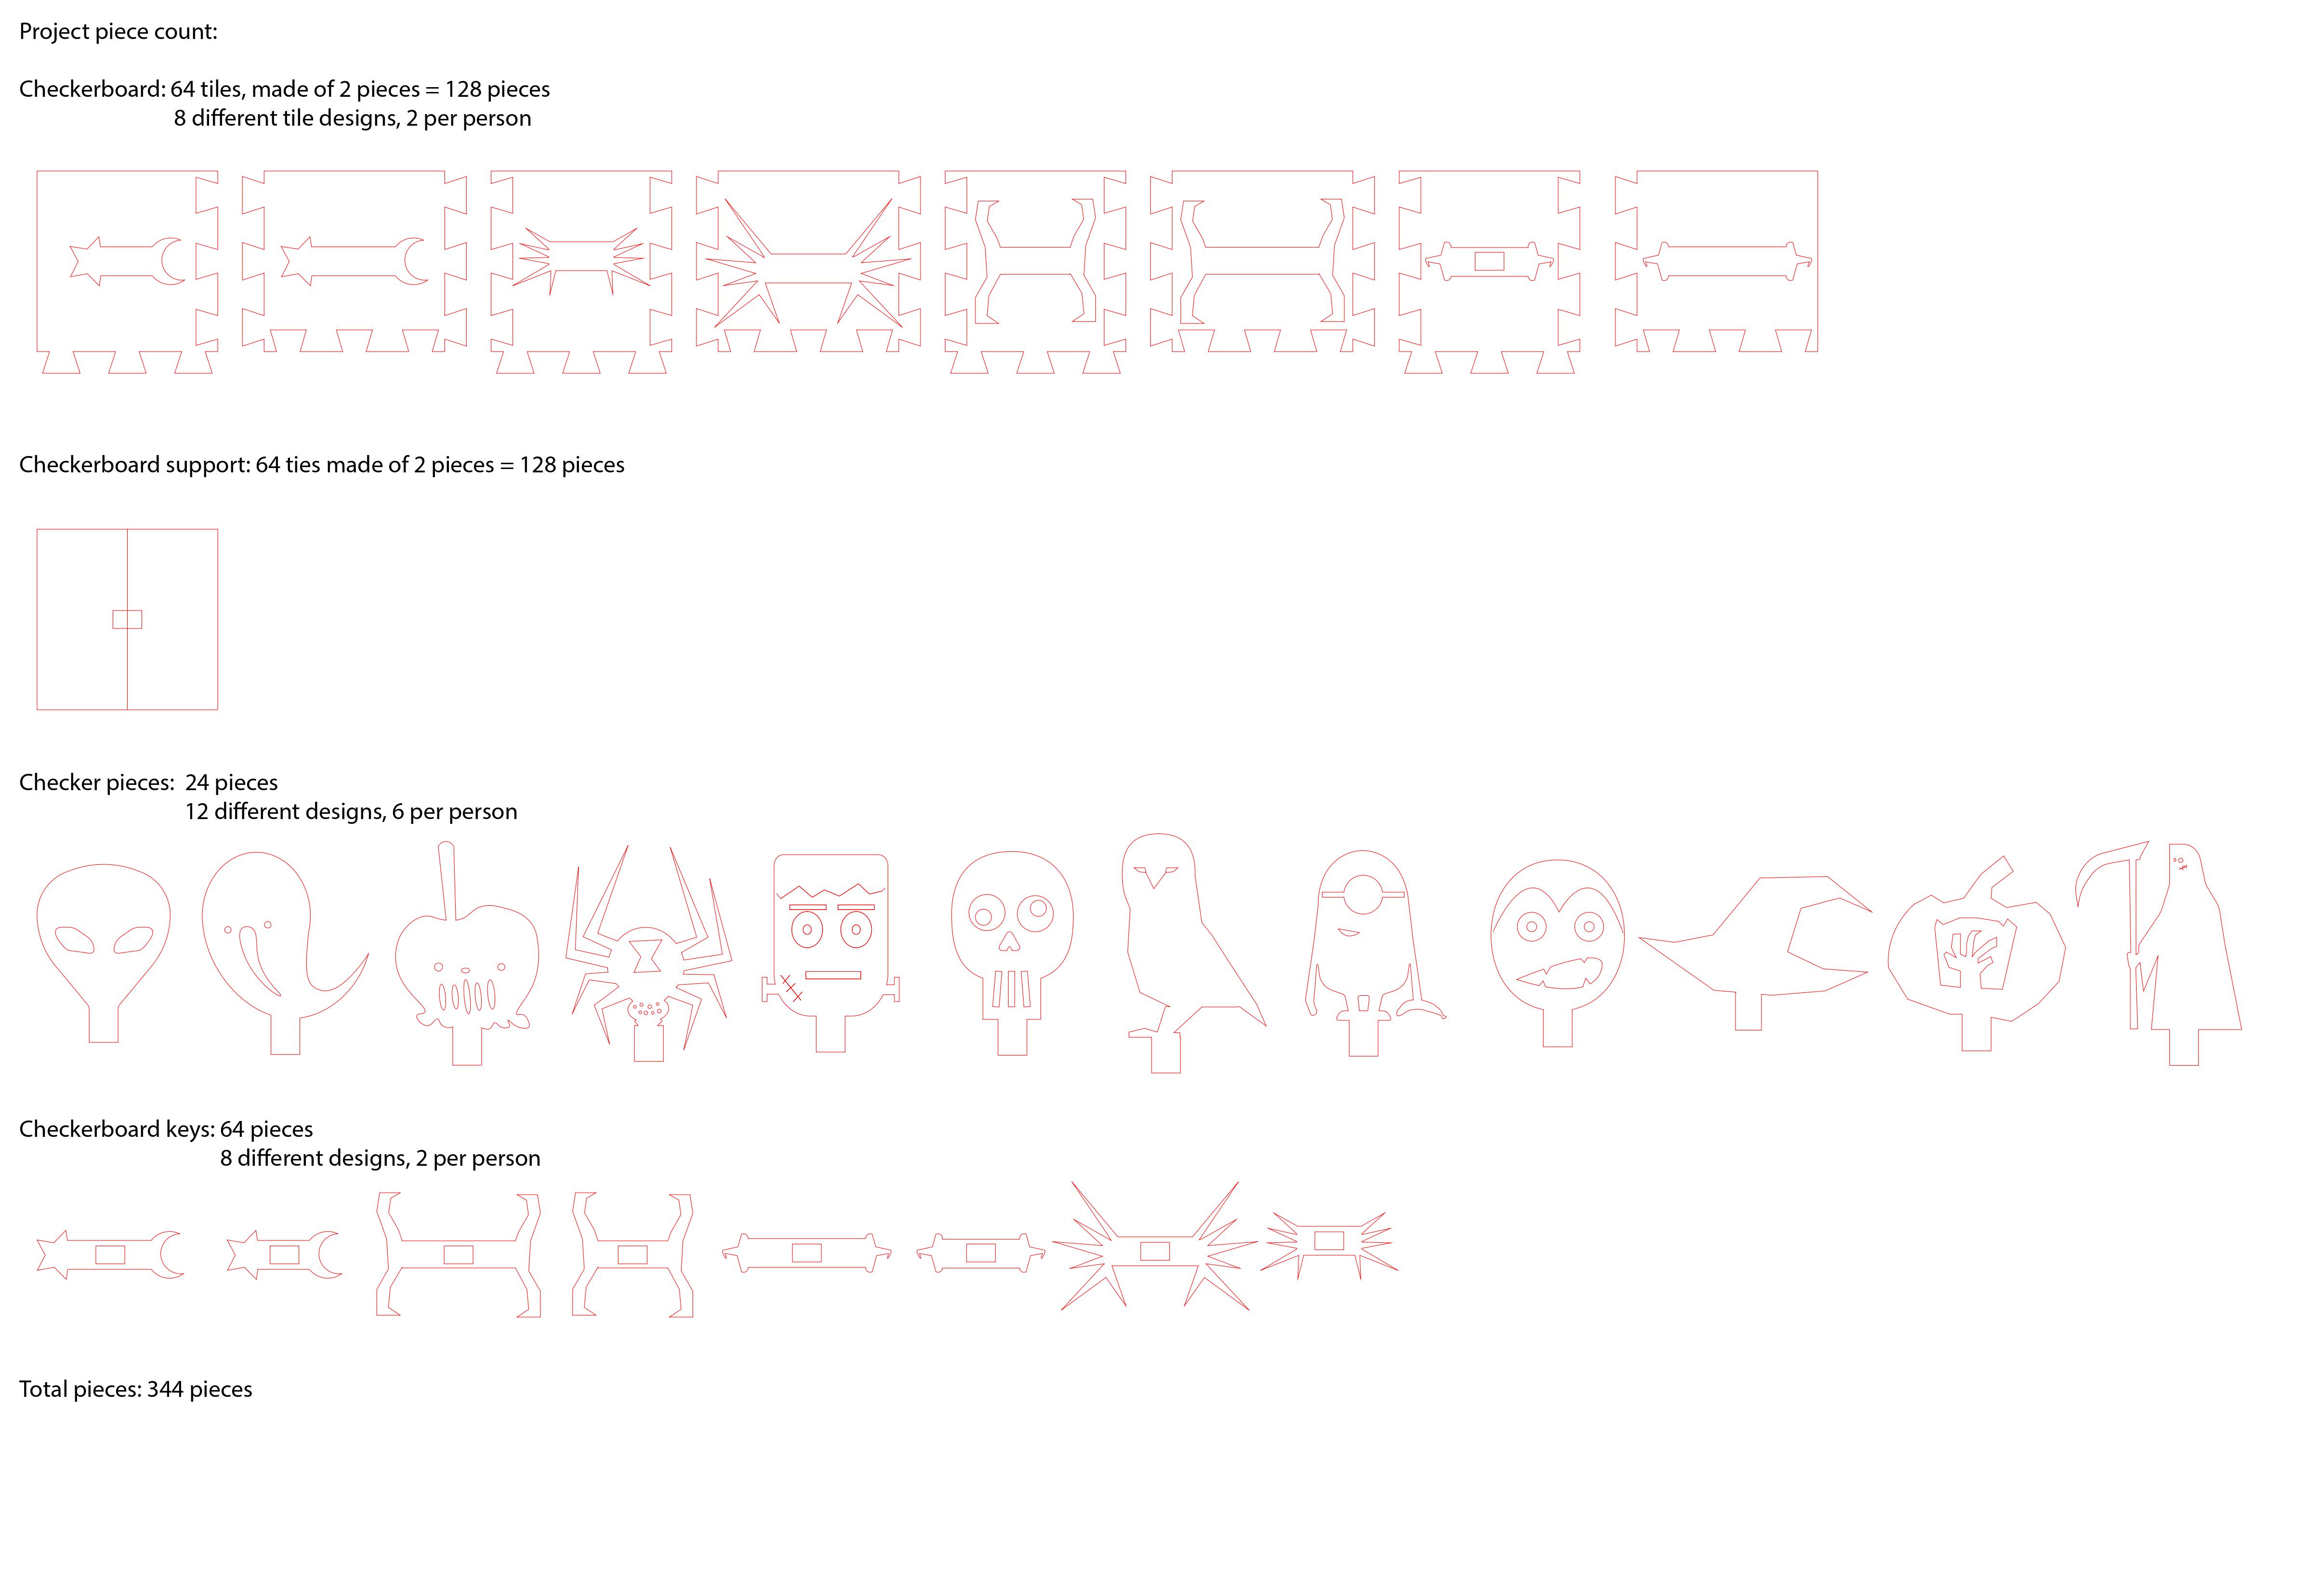 Project piece count:
Checkerboard: 64 tiles, made of 2 pieces = 128 pieces
8 different tile designs, 2 per person
Checkerboard support: 64 ties made of 2 pieces = 128 pieces
Checker pieces: 24 pieces
12 different designs, 6 per person
Checkerboard keys: 64 pieces
8 different designs, 2 per person
Total pieces: 344 pieces